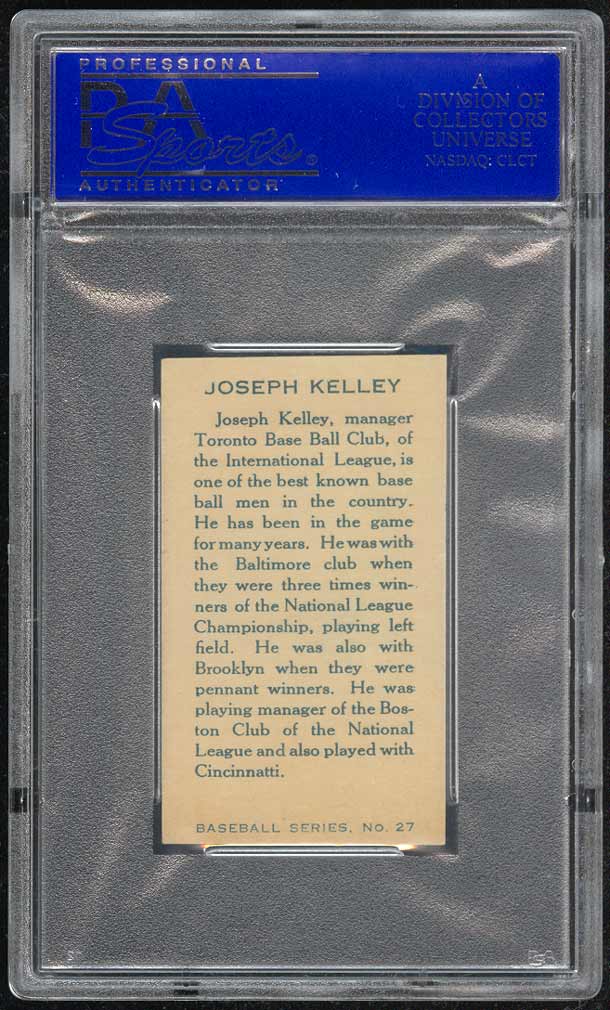 PROFESSIONAL
PSA
Sports®
AUTHENTICATOR
A
DIVISION OF
COLLECTORS
UNIVERSE
NASDAQ: CLCT
JOSEPH KELLEY
Joseph Kelley, manager
Toronto Base Ball Club, of
the International League, is
one of the best known base
ball men in the country.
He has been in the game
for many years. He was with
the Baltimore club when
they were three times win-
ners of the National League
Championship, playing left
field. He was also with
Brooklyn when they were
pennant winners. He was
playing manager of the Bos-
ton Club of the National
League and also played with
Cincinnatti.
BASEBALL SERIES, No. 27
PSA